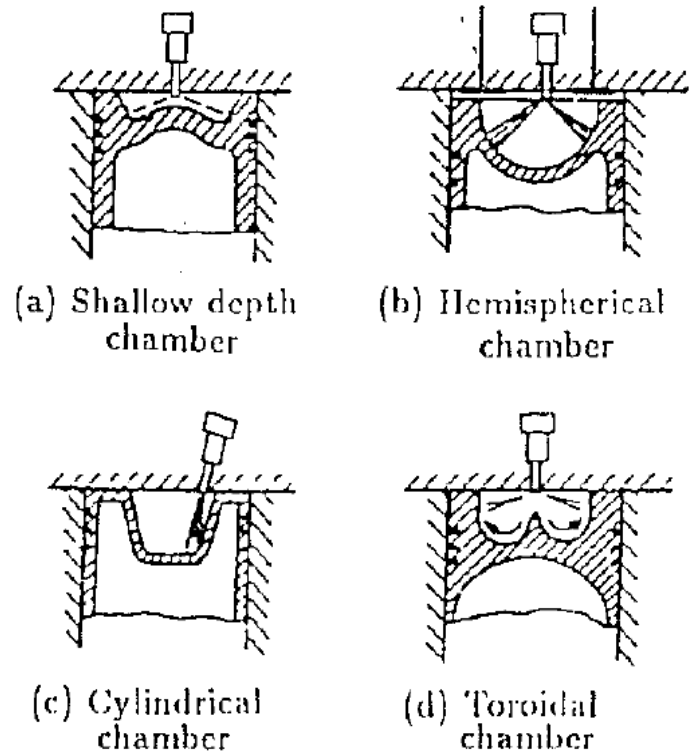 (a) Shallow depth
chamber
(b) Hemispherical
chamber
(c) Cylindrical
chamber
(d) Toroidal
chamber